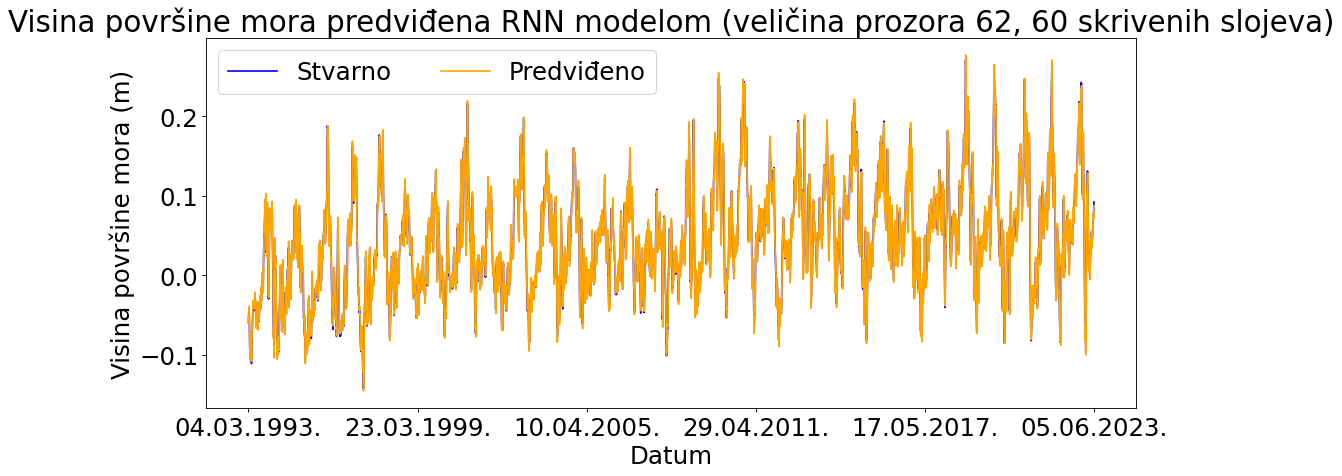 Visina površine mora predviđena RNN modelom (veličina prozora 62, 60 skrivenih slojeva)
Stvarno
Predviđeno
Visina površine mora (m)
0.2
0.1
0.0
−0.1
04.03.1993.
23.03.1999.
10.04.2005.
29.04.2011.
17.05.2017.
05.06.2023.
Datum